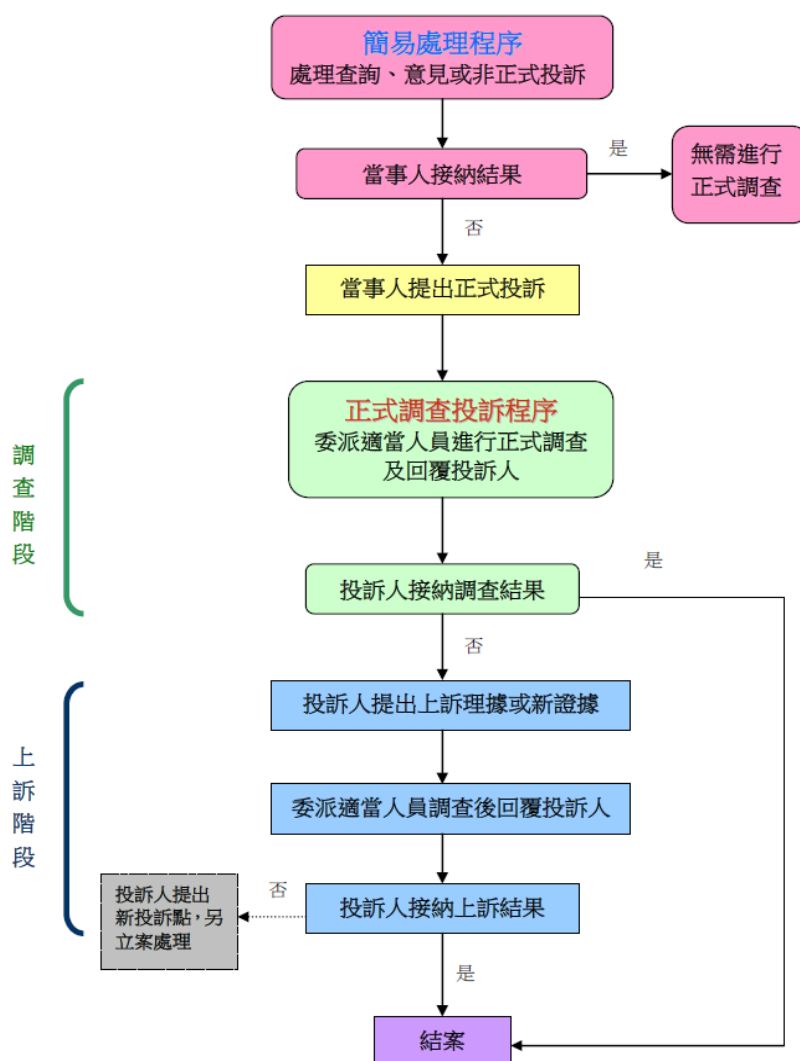 簡易處理程序
處理查詢、意見或非正式投訴
當事人接納結果
是
無需進行
正式調查
否
當事人提出正式投訴
調查階段
正式調查投訴程序
委派適當人員進行正式調查
及回覆投訴人
投訴人接納調查結果
是
否
上訴階段
投訴人提出上訴理據或新證據
委派適當人員調查後回覆投訴人
投訴人接納上訴結果
否
投訴人提出
新投訴點，另
立案處理
是
結案